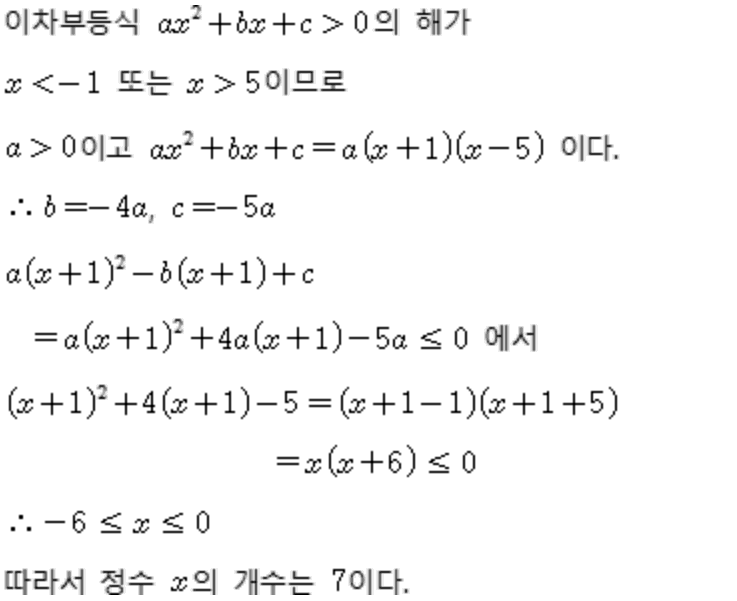 이차부등식 ax²+bx+c>0의 해가
x<-1 또는 x>5이므로
a>0이고 ax²+bx+c=a(x+1)(x-5) 이다.
∴ b=-4a, c=-5a
a(x+1)²-b(x+1)+c
=a(x+1)²+4a(x+1)-5a ≤ 0 에서
(x+1)²+4(x+1)-5=(x+1-1)(x+1+5)
=x(x+6) ≤ 0
∴ -6 ≤ x ≤ 0
따라서 정수 x의 개수는 7이다.